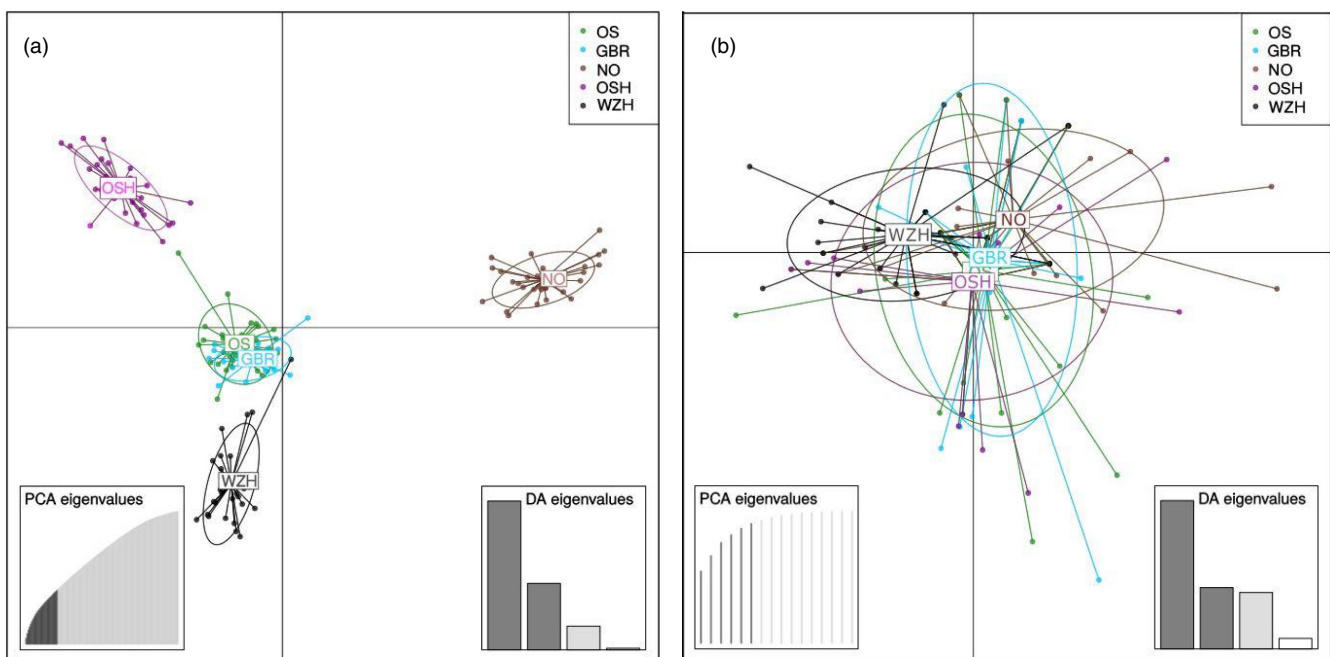 (a)
OS
GBR
NO
OSH
WZH
OSH
NO
OS
GBR
WZH
PCA eigenvalues
DA eigenvalues
(b)
OS
GBR
NO
OSH
WZH
NO
WZH
GBR
OS
OSH
PCA eigenvalues
DA eigenvalues